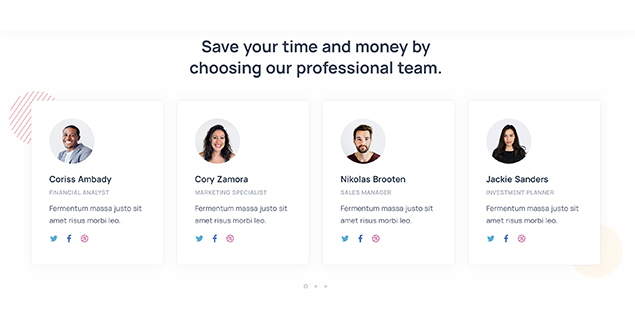 Save your time and money by
choosing our professional team.
Coriss Ambady
FINANCIAL ANALYST
Fermentum massa justo sit
amet risus morbi leo.
Cory Zamora
MARKETING SPECIALIST
Fermentum massa justo sit
amet risus morbi leo.
Nikolas Brooten
SALES MANAGER
Fermentum massa justo sit
amet risus morbi leo.
Jackie Sanders
INVESTMENT PLANNER
Fermentum massa justo sit
amet risus morbi leo.